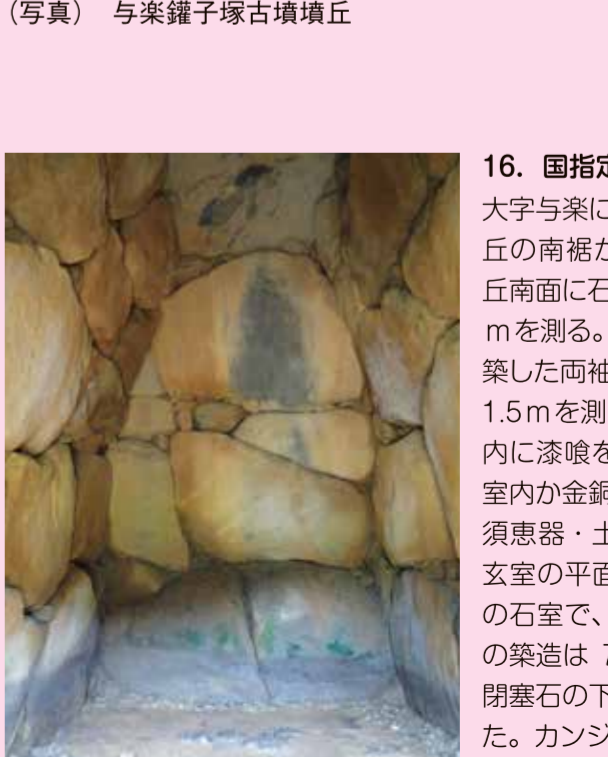 （写真）　与楽鑵子塚古墳墳丘
16．国指定
大字与楽に
丘の南裾か
丘南面に石
ｍを測る。
築した両袖
1.5ｍを測
内に漆喰を
室内か金銅
須恵器・土
玄室の平面
の石室で、
の築造は 7
閉塞石の下
た。カンジ